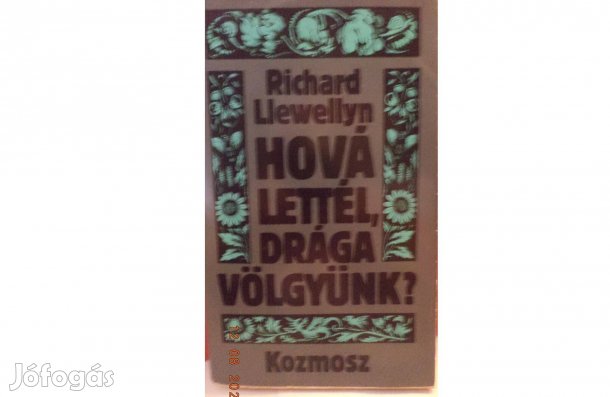 Richard
Llewellyn
HOVÁ
LETTÉL,
DRÁGA
VÖLGYÜNK?
Kozmosz
Jófogás